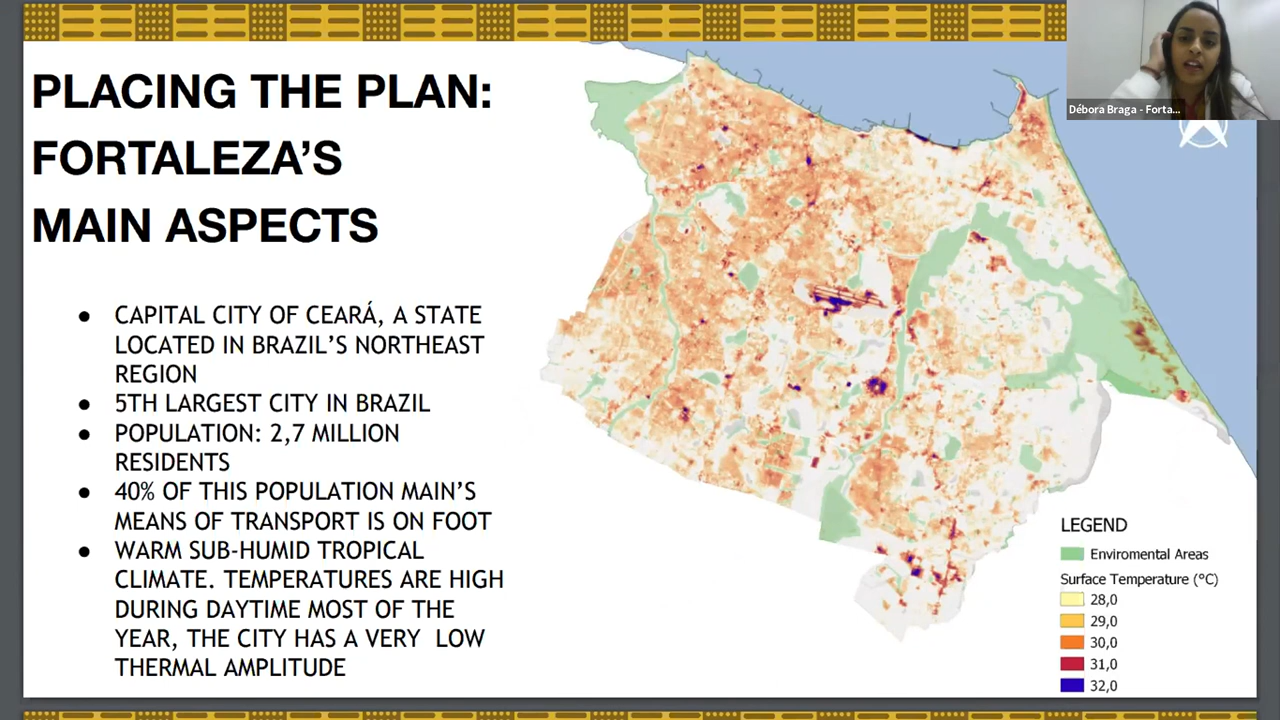 PLACING THE PLAN:
FORTALEZA'S
MAIN ASPECTS
● CAPITAL CITY OF CEARÁ, A STATE
LOCATED IN BRAZIL'S NORTHEAST
REGION
● 5TH LARGEST CITY IN BRAZIL
● POPULATION: 2,7 MILLION
RESIDENTS
● 40% OF THIS POPULATION MAIN'S
MEANS OF TRANSPORT IS ON FOOT
● WARM SUB-HUMID TROPICAL
CLIMATE. TEMPERATURES ARE HIGH
DURING DAYTIME MOST OF THE
YEAR, THE CITY HAS A VERY LOW
THERMAL AMPLITUDE
Débora Braga - Forta...
LEGEND
Enviromental Areas
Surface Temperature (°C)
28,0
29,0
30,0
31,0
32,0